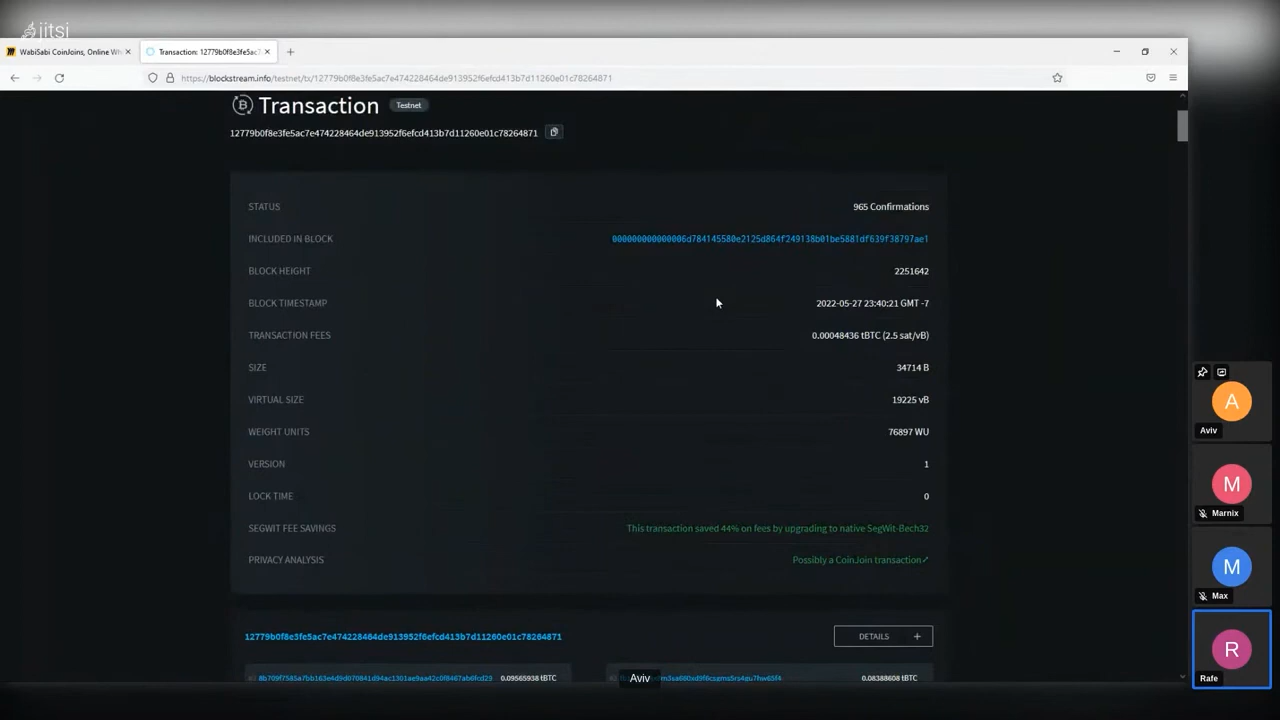 jitsi
WabiSabi CoinJoins, Online Wh
Transaction: 12779b0f8e3fe5ac7
https://blockstream.info/testnet/tx/12779b0f8e3fe5ac7e474228464de913952f6efcd413b7d11260e01c78264871
Transaction Testnet
12779b0f8e3fe5ac7e474228464de913952f6efcd413b7d11260e01c78264871
STATUS 965 Confirmations
INCLUDED IN BLOCK 000000000000006d784145580e2125d864f249138b01be5881df639f38797ae1
BLOCK HEIGHT 2251642
BLOCK TIMESTAMP 2022-05-27 23:40:21 GMT -7
TRANSACTION FEES 0.00048436 tBTC (2.5 sat/vB)
SIZE 34714 B
VIRTUAL SIZE 19225 vB
WEIGHT UNITS 76897 WU
VERSION 1
LOCK TIME 0
SEGWIT FEE SAVINGS This transaction saved 44% on fees by upgrading to native SegWit-Bech32
PRIVACY ANALYSIS Possibly a CoinJoin transaction
12779b0f8e3fe5ac7e474228464de913952f6efcd413b7d11260e01c78264871
DETAILS +
0.09565938 tBTC
0.08388608 tBTC
Aviv
A
Aviv
M
Marnix
M
Max
R
Rafe